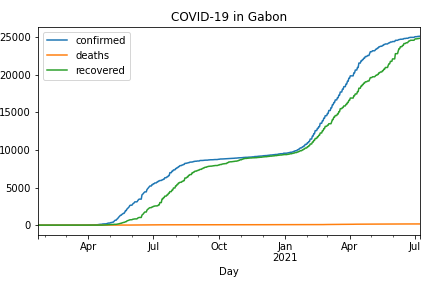 COVID-19 in Gabon
confirmed
deaths
recovered
25000
20000
15000
10000
5000
0
Apr Jul Oct Jan Apr Jul
2021
Day